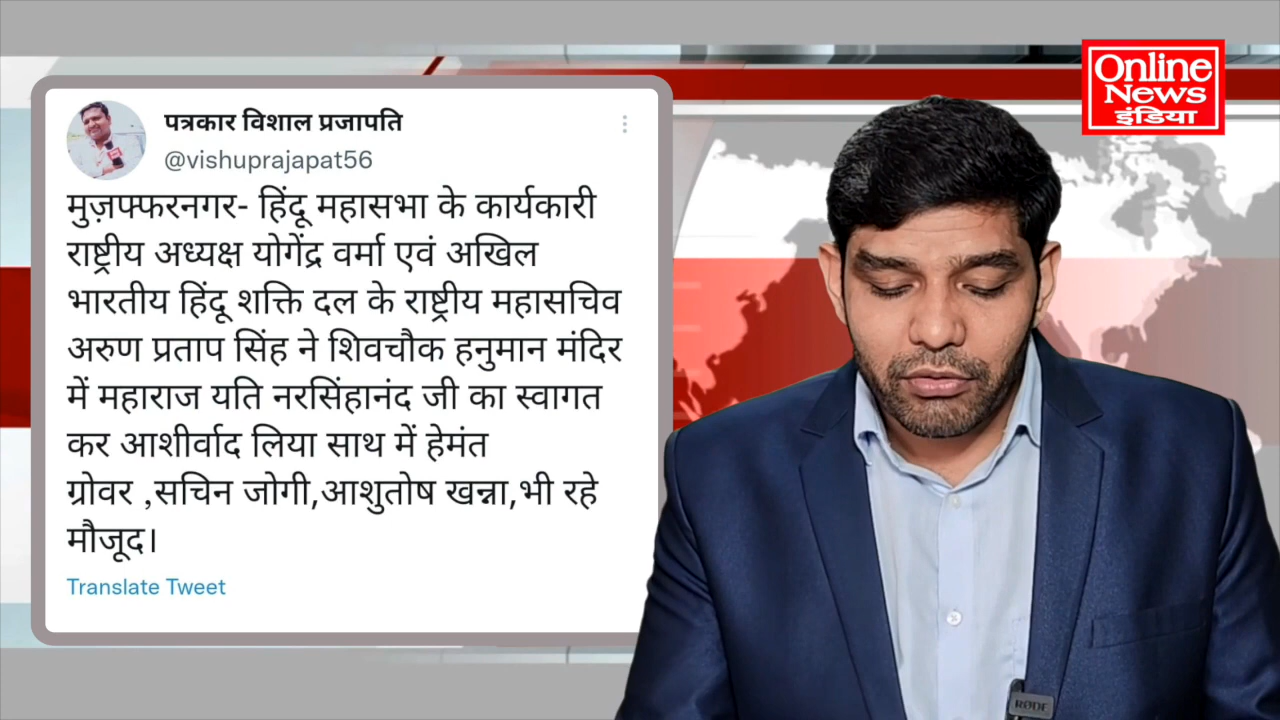 पत्रकार विशाल प्रजापति
@vishuprajapat56
मुज़फ्फरनगर- हिंदू महासभा के कार्यकारी
राष्ट्रीय अध्यक्ष योगेंद्र वर्मा एवं अखिल
भारतीय हिंदू शक्ति दल के राष्ट्रीय महासचिव
अरुण प्रताप सिंह ने शिवचौक हनुमान मंदिर
में महाराज यति नरसिंहानंद जी का स्वागत
कर आशीर्वाद लिया साथ में हेमंत
ग्रोवर ,सचिन जोगी,आशुतोष खन्ना,भी रहे
मौजूद।
Translate Tweet
Online
News
इंडिया
RØDE